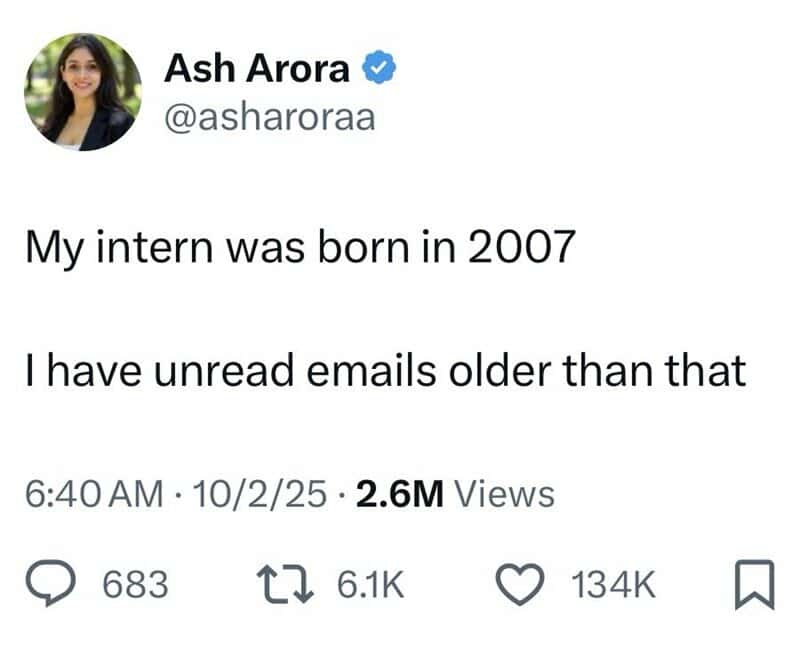 Ash Arora
@asharoraa
My intern was born in 2007
I have unread emails older than that
6:40 AM · 10/2/25 · 2.6M Views
683 6.1K 134K